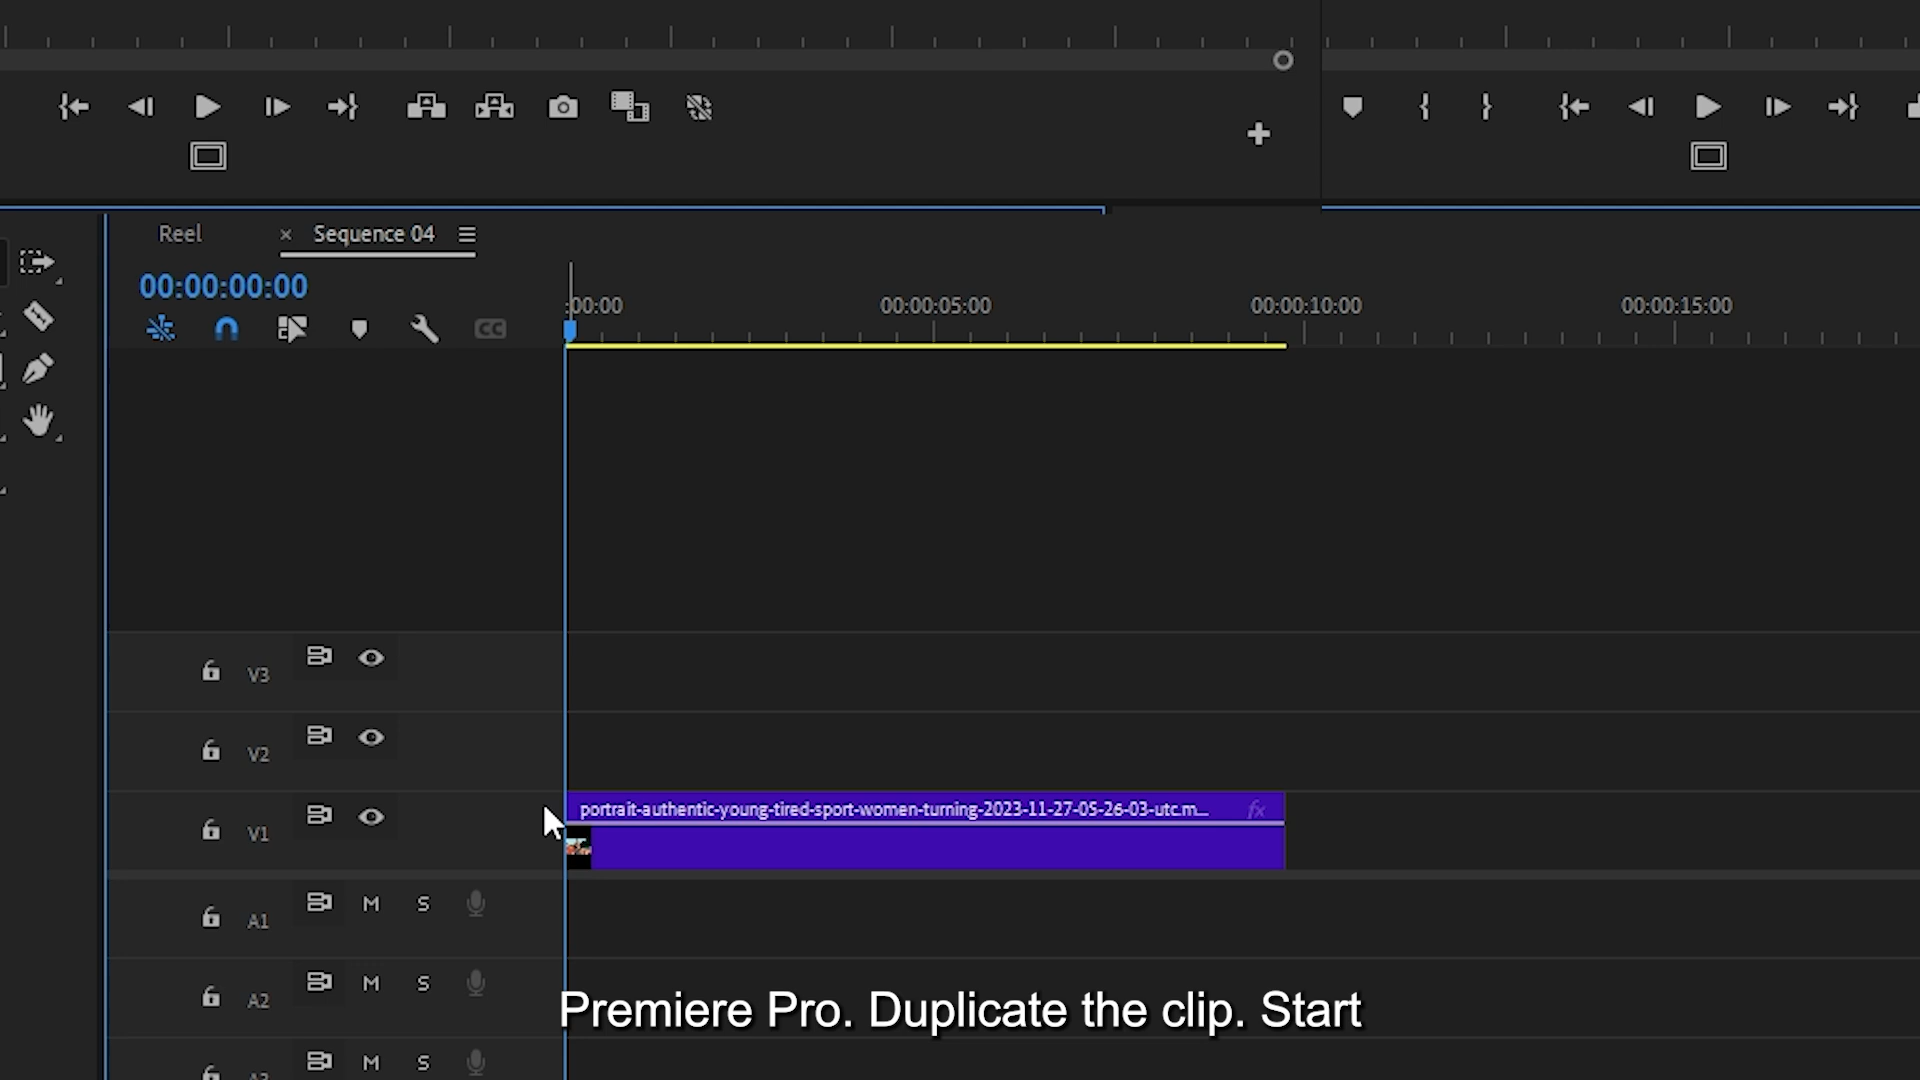 Reel
× Sequence 04
00:00:00:00
:00:00 00:00:05:00 00:00:10:00 00:00:15:00
CC
V3
V2
portrait-authentic-young-tired-sport-women-turning-2023-11-27-05-26-03-utc.m... fx
V1
A1 M S
A2 M S
Premiere Pro. Duplicate the clip. Start
A3 M S